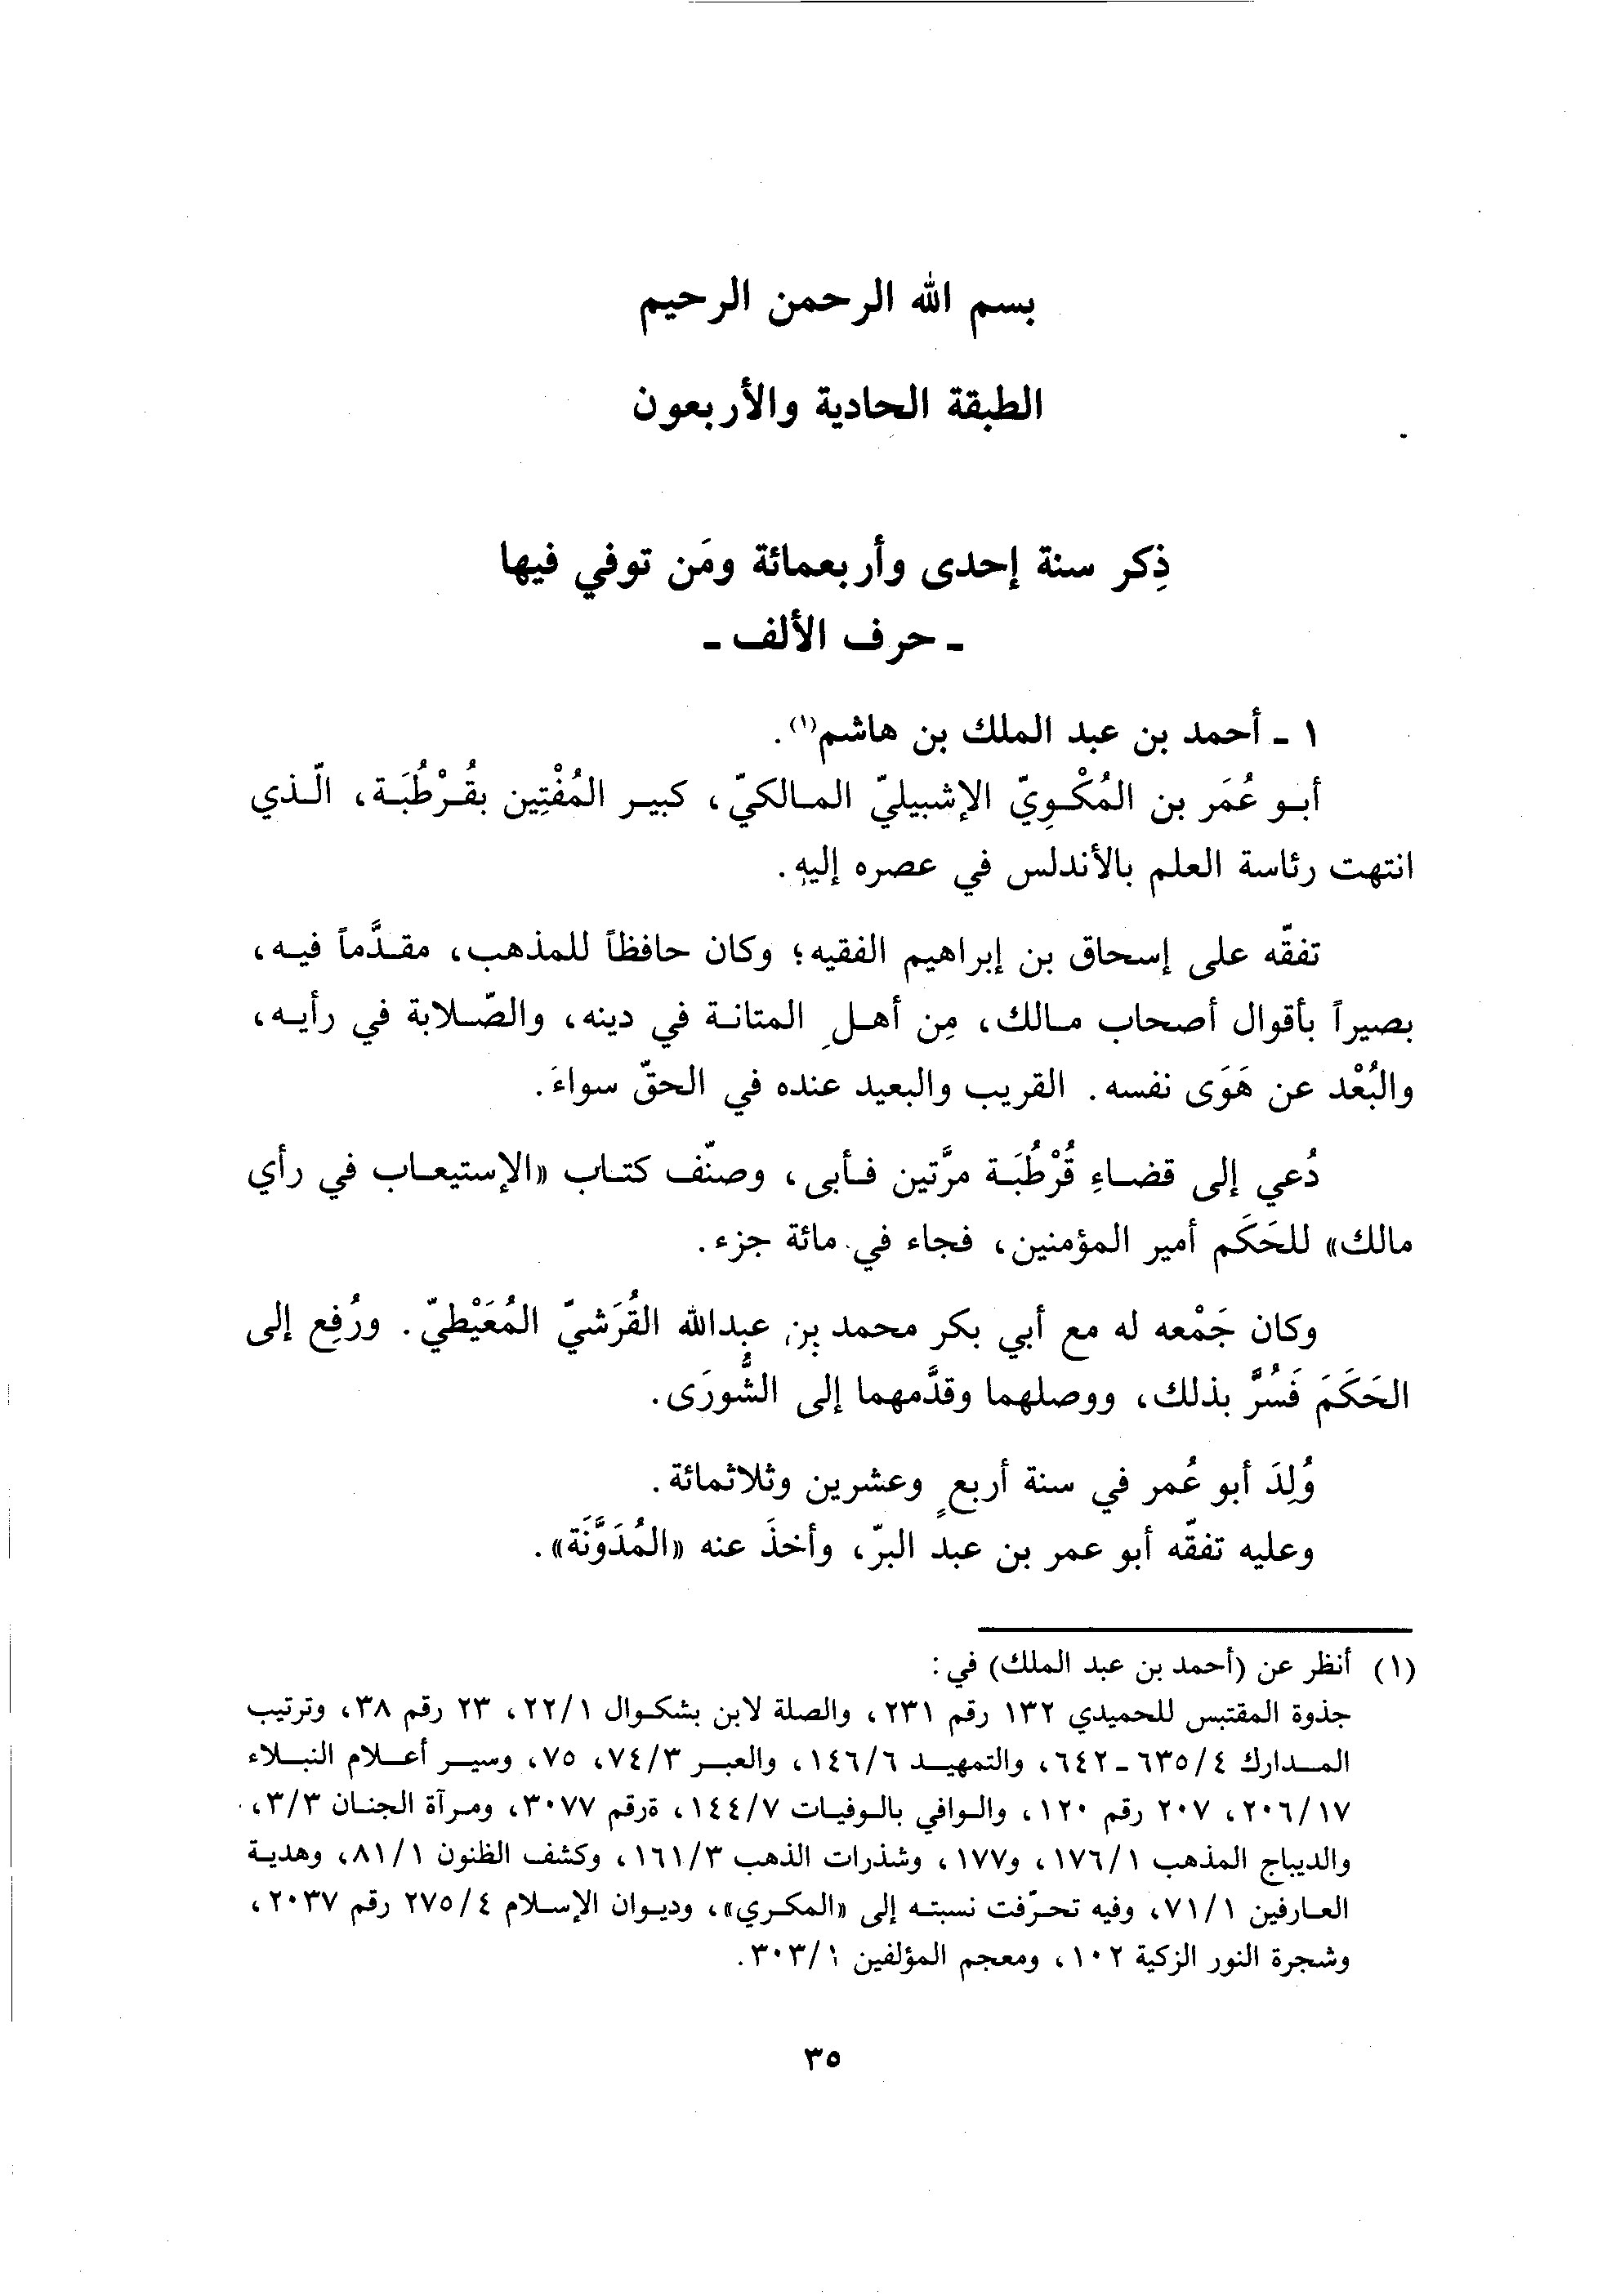 بسم الله الرحمن الرحيم
الطبقة الحادية والأربعون
ذِكر سنة إحدى وأربعمائة ومَن توفي فيها
ـ حرف الألف ـ
١ ـ أحمد بن عبد الملك بن هاشم(١).
أبو عُمَر بن المُكْوِيّ الإشبيليّ المالكيّ، كبير المُفْتِين بقُرْطُبَة، الّذي
انتهت رئاسة العلم بالأندلس في عصره إليه.
تفقّه على إسحاق بن إبراهيم الفقيه؛ وكان حافظاً للمذهب، مقدَّماً فيه،
بصيراً بأقوال أصحاب مالك، مِن أهلِ المتانة في دينه، والصّلابة في رأيه،
والبُعْد عن هَوَى نفسه. القريب والبعيد عنده في الحقّ سواءَ.
دُعي إلى قضاءِ قُرْطُبَة مرَّتين فأبى، وصنّف كتاب «الإستيعاب في رأي
مالك» للحَكَم أمير المؤمنين، فجاء في مائة جزء.
وكان جَمْعه له مع أبي بكر محمد بن عبدالله القُرَشيّ المُعَيْطيّ. ورُفِع إلى
الحَكَمَ فَسُرَّ بذلك، ووصلهما وقدَّمهما إلى الشُّورَى.
وُلِدَ أبو عُمر في سنة أربعٍ وعشرين وثلاثمائة.
وعليه تفقّه أبو عمر بن عبد البرّ، وأخذَ عنه «المُدَوَّنَة».
(١) أنظر عن (أحمد بن عبد الملك) في:
جذوة المقتبس للحميدي ١٣٢ رقم ٢٣١، والصلة لابن بشكوال ٢٢/١، ٢٣ رقم ٣٨، وترتيب
المدارك ٦٣٥/٤ ـ ٦٤٢، والتمهيد ١٤٦/٦، والعبر ٧٤/٣، ٧٥، وسير أعلام النبلاء
٢٠٦/١٧، ٢٠٧ رقم ١٢٠، والوافي بالوفيات ١٤٤/٧، ةرقم ٣٠٧٧، ومرآة الجنان ٣/٣،
والديباج المذهب ١٧٦/١، و١٧٧، وشذرات الذهب ١٦١/٣، وكشف الظنون ٨١/١، وهدية
العارفين ٧١/١، وفيه تحرّفت نسبته إلى «المكري»، وديوان الإسلام ٢٧٥/٤ رقم ٢٠٣٧،
وشجرة النور الزكية ١٠٢، ومعجم المؤلفين ٣٠٣/١.
٣٥